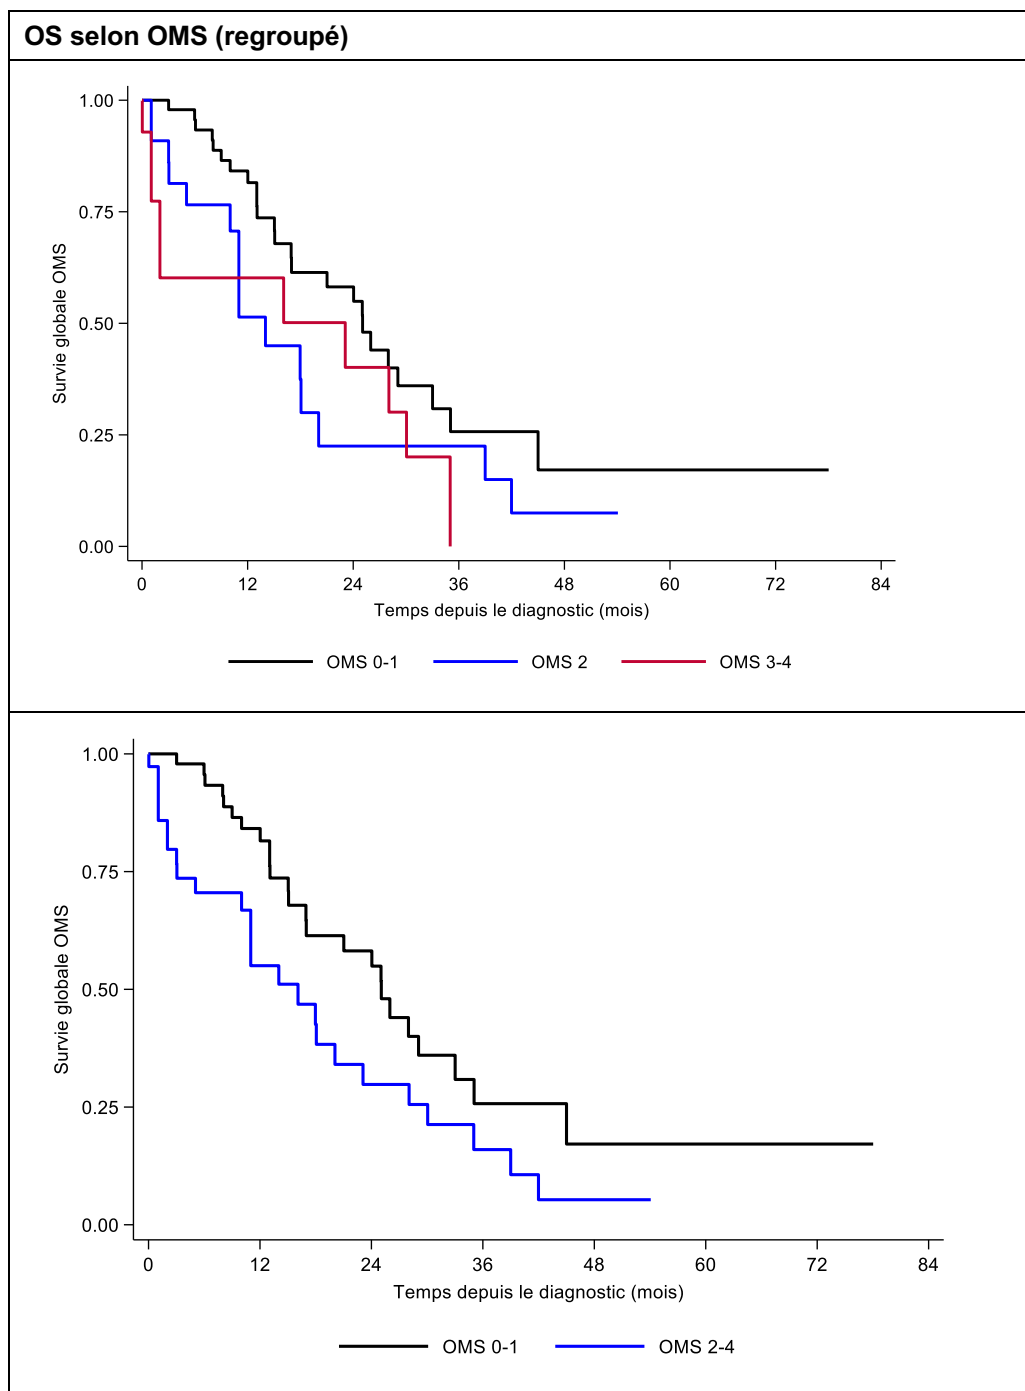 OS selon OMS (regroupé)
1.00
0.75
0.50
0.25
0.00
Survie globale OMS
0 12 24 36 48 60 72 84
Temps depuis le diagnostic (mois)
OMS 0-1 OMS 2 OMS 3-4
1.00
0.75
0.50
0.25
0.00
Survie globale OMS
0 12 24 36 48 60 72 84
Temps depuis le diagnostic (mois)
OMS 0-1 OMS 2-4